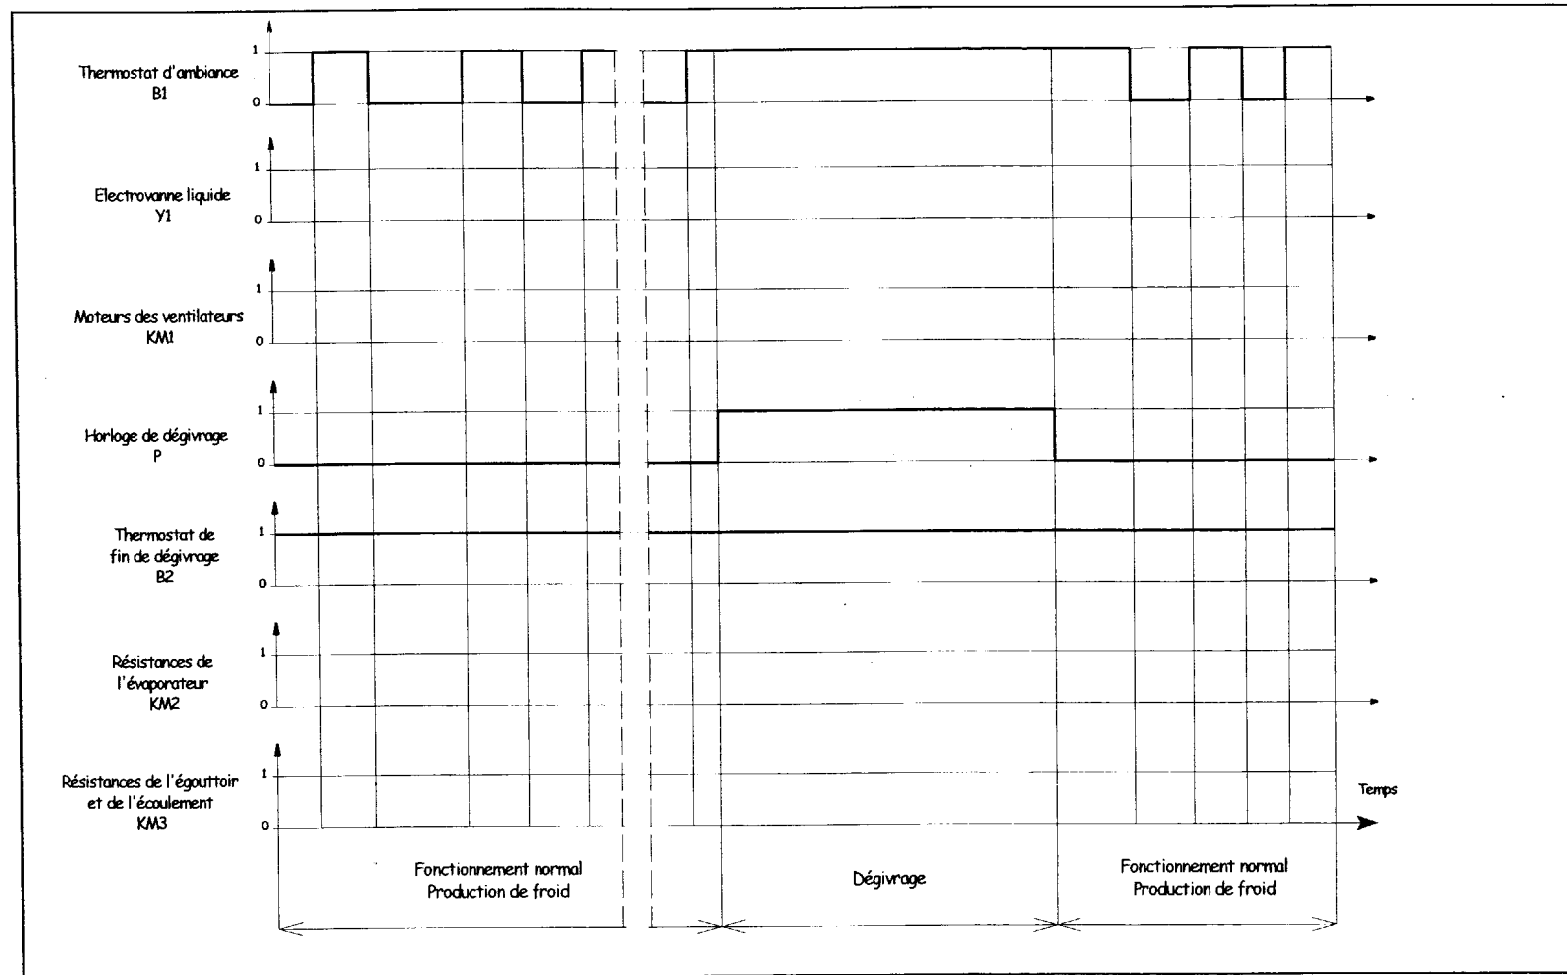 1
Thermostat d'ambiance
B1
0
1
Electrovanne liquide
Y1
0
1
Moteurs des ventilateurs
KM1
0
1
Horloge de dégivrage
P
0
Thermostat de
1
fin de dégivrage
B2
0
1
Résistances de
l'évaporateur
KM2
0
1
Résistances de l'égouttoir
et de l'écoulement
KM3
0
Temps
Fonctionnement normal
Production de froid
Dégivrage
Fonctionnement normal
Production de froid